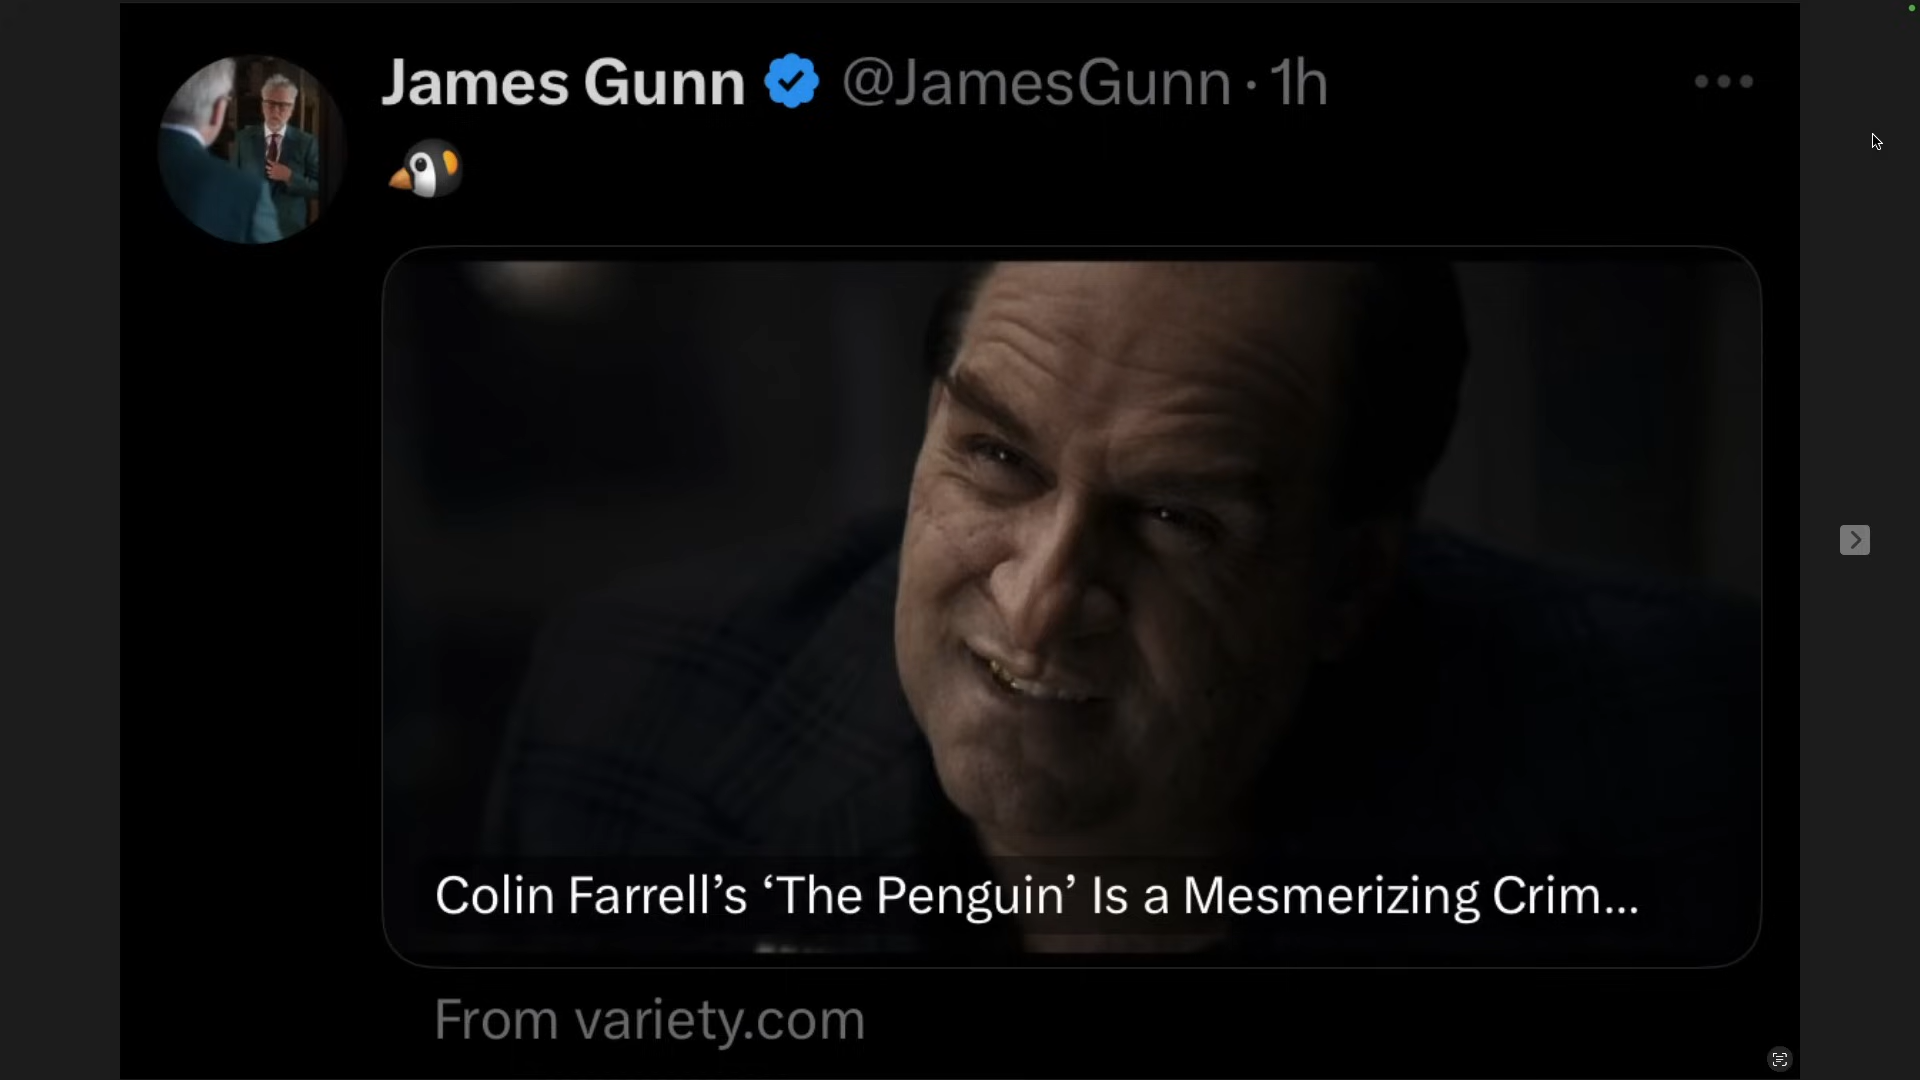 James Gunn @JamesGunn · 1h
🐧
Colin Farrell’s ‘The Penguin’ Is a Mesmerizing Crim...
From variety.com